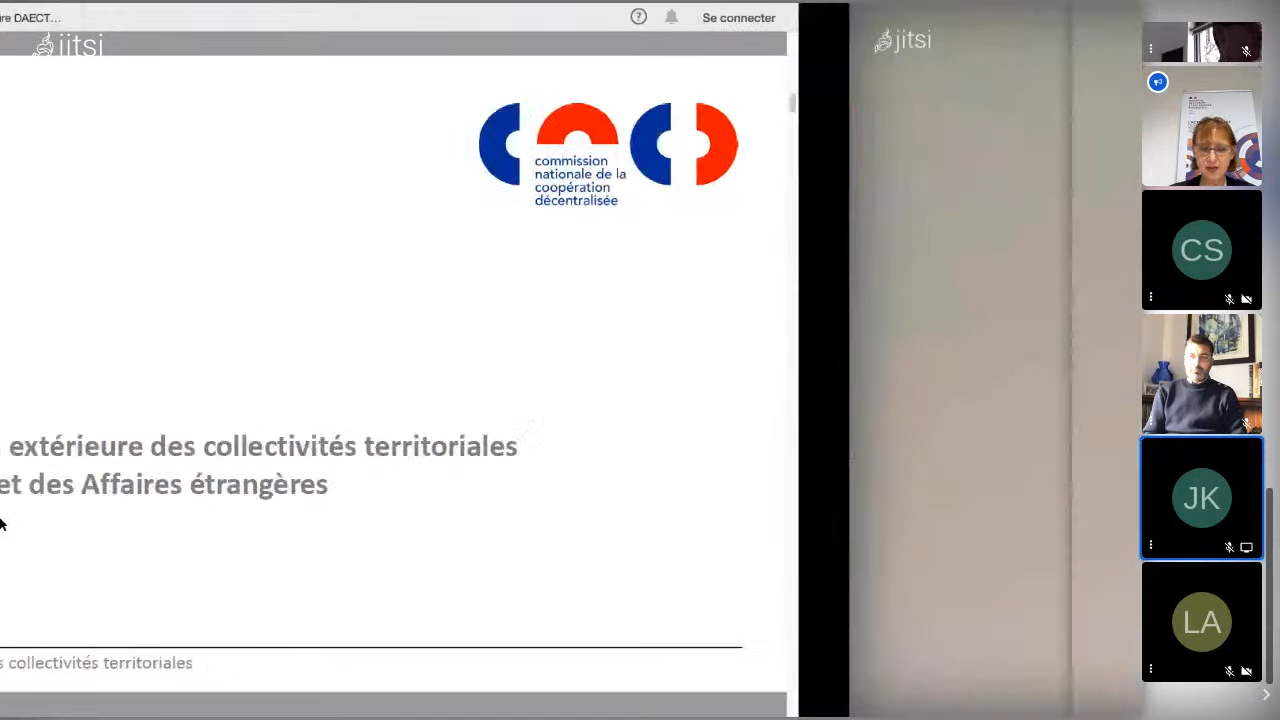 ire DAECT...
Se connecter
jitsi
jitsi
commission
nationale de la
coopération
décentralisée
extérieure des collectivités territoriales
et des Affaires étrangères
s collectivités territoriales
CS
JK
LA